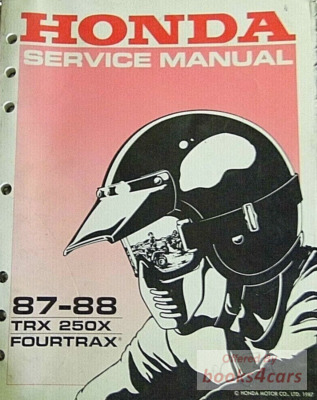 HONDA
SERVICE MANUAL
87-88
TRX 250X
FOURTRAX®
Offered by
books4cars
© HONDA MOTOR CO., LTD. 1987